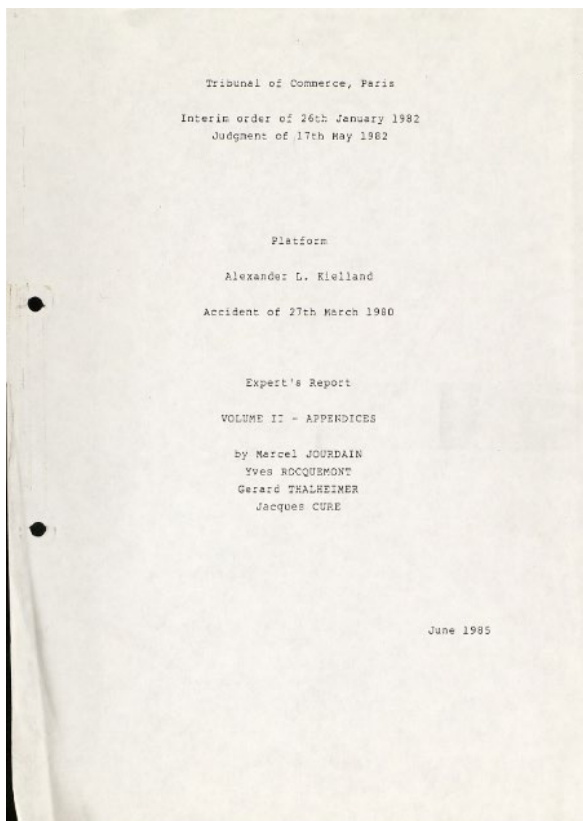 Tribunal of Commerce, Paris
Interim order of 26th January 1982
Judgment of 17th May 1982
Platform
Alexander L. Kielland
Accident of 27th March 1980
Expert's Report
VOLUME II - APPENDICES
by Marcel JOURDAIN
Yves ROCQUEMONT
Gerard THALHEIMER
Jacques CURE
June 1985